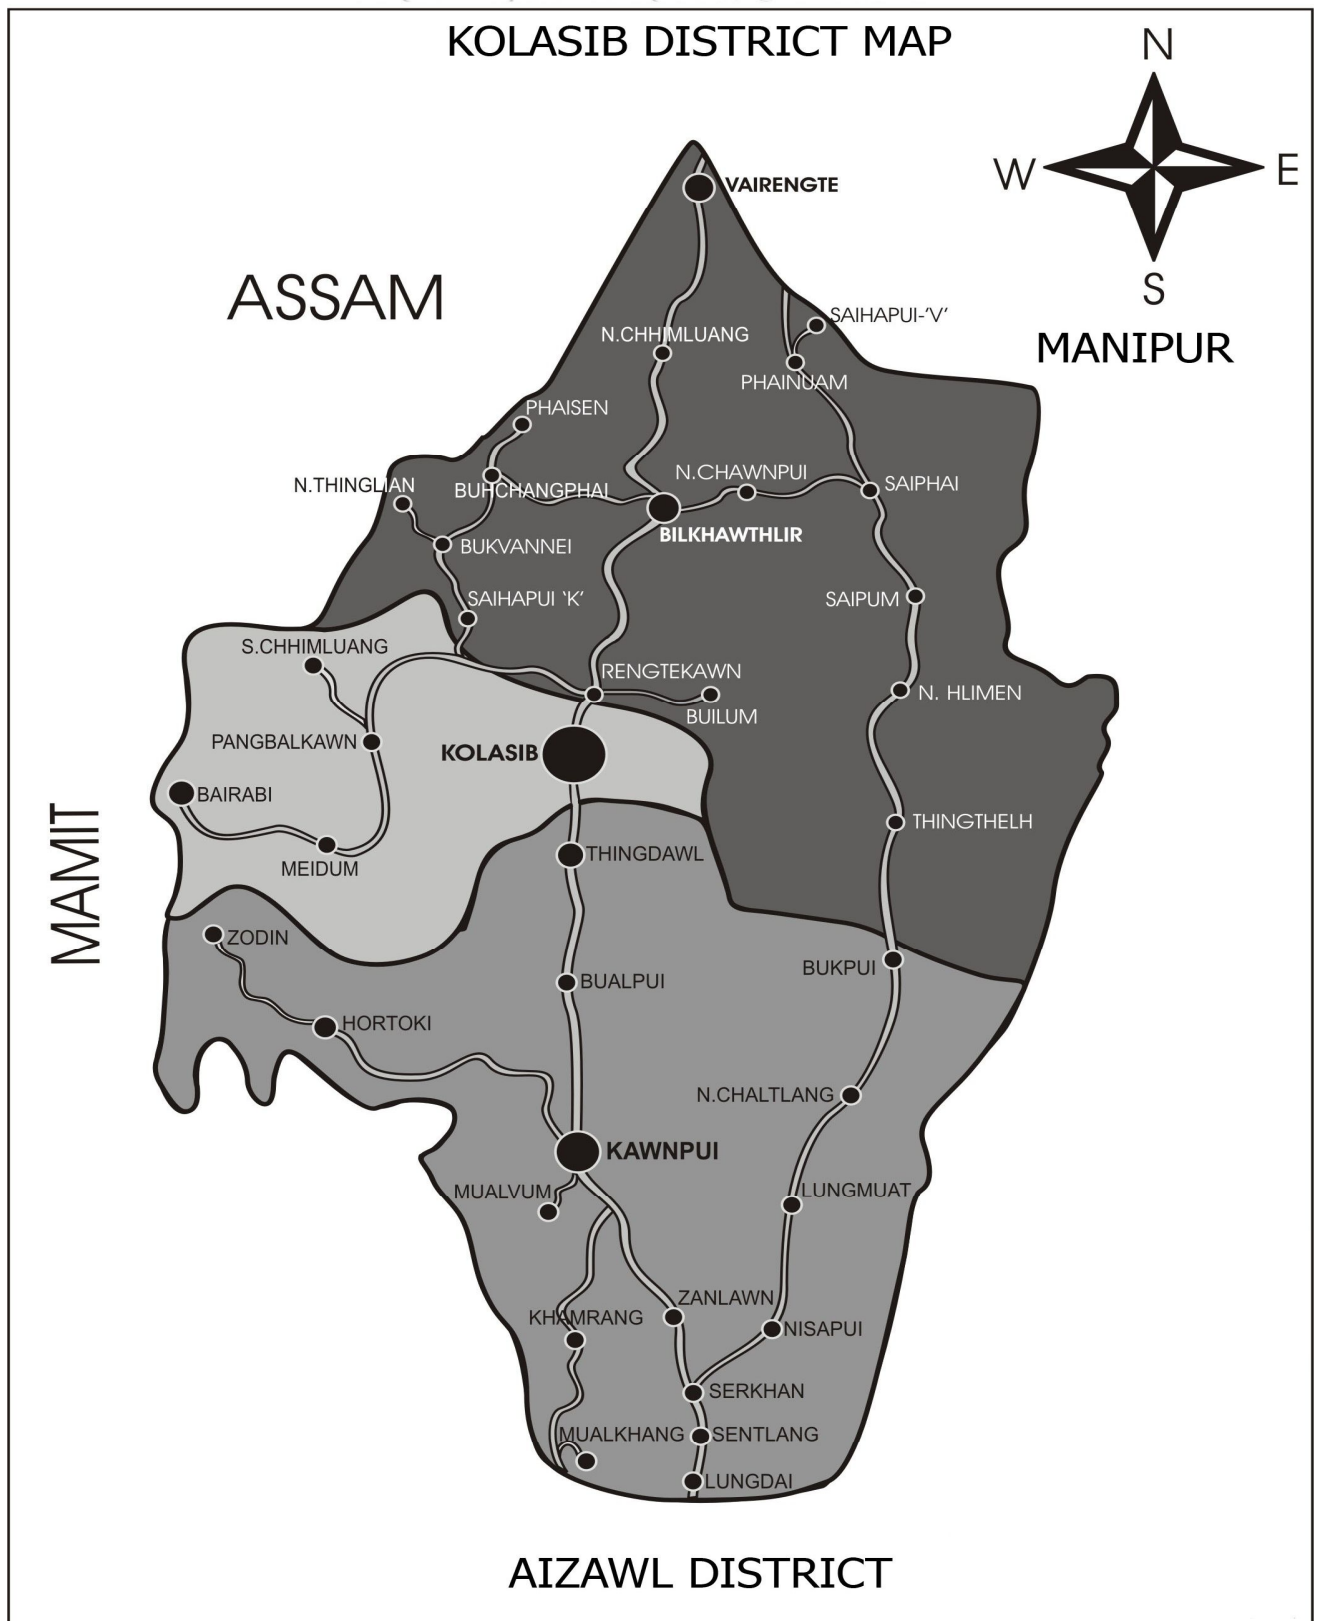 KOLASIB DISTRICT MAP
N
W
E
S
VAIRENGTE
ASSAM
SAIHAPUI-'V'
N.CHHIMLUANG
MANIPUR
PHAINUAM
PHAISEN
N.CHAWNPUI
N.THINGLIAN
BUHCHANGPHAI
SAIPHAI
BILKHAWTHLIR
BUKVANNEI
SAIHAPUI 'K'
SAIPUM
S.CHHIMLUANG
RENGTEKAWN
N. HLIMEN
BUILUM
PANGBALKAWN
KOLASIB
BAIRABI
THINGTHELH
MAMIT
THINGDAWL
MEIDUM
ZODIN
BUKPUI
BUALPUI
HORTOKI
N.CHALTLANG
KAWNPUI
MUALVUM
LUNGMUAT
ZANLAWN
KHAMRANG
NISAPUI
SERKHAN
MUALKHANG
SENTLANG
LUNGDAI
AIZAWL DISTRICT